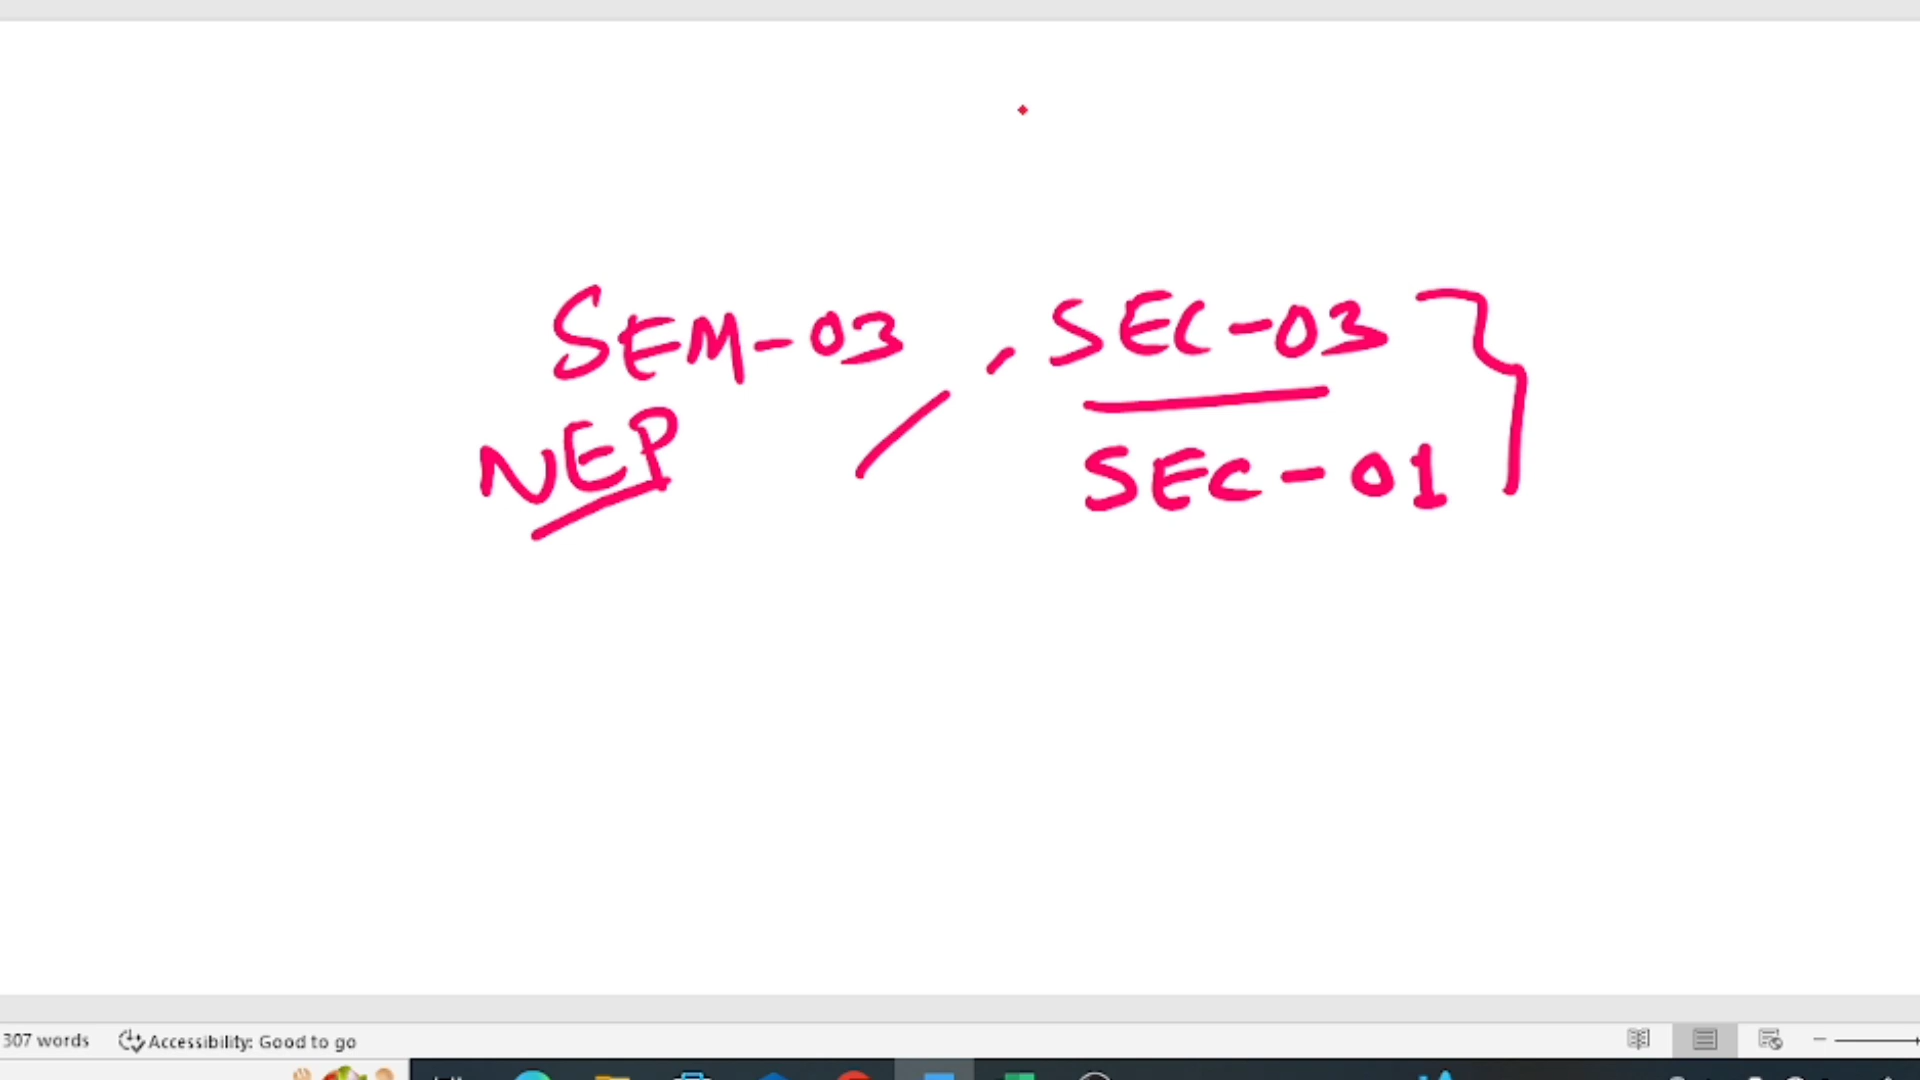 SEM-03 , SEC-03
NEP / SEC-01
307 words Accessibility: Good to go